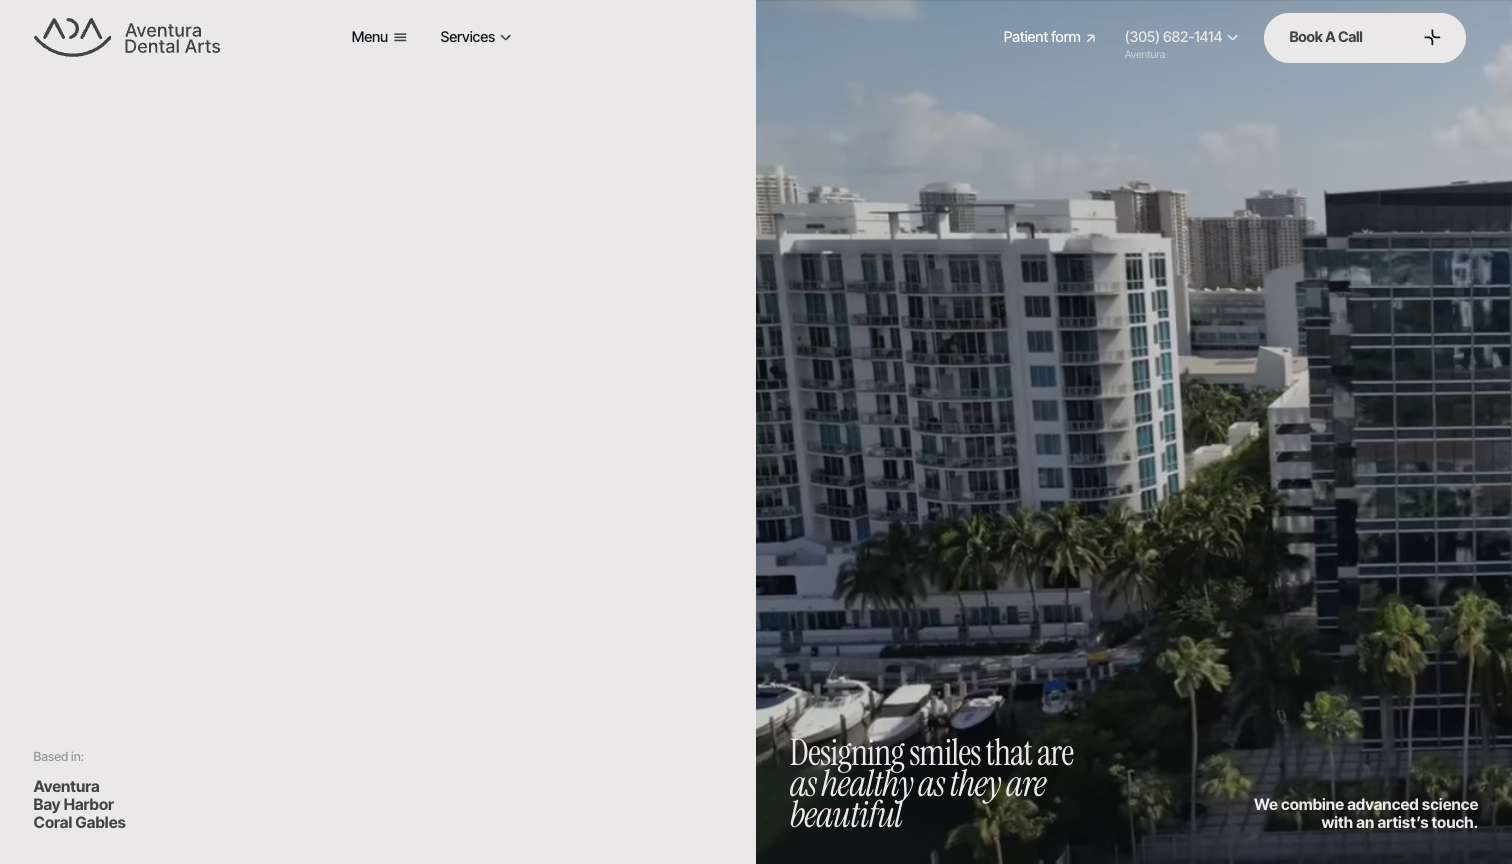 Aventura
Dental Arts
Menu
Services
Patient form
(305) 682-1414
Aventura
Book A Call
Based in:
Aventura
Bay Harbor
Coral Gables
Designing smiles that are
as healthy as they are
beautiful
We combine advanced science
with an artist’s touch.